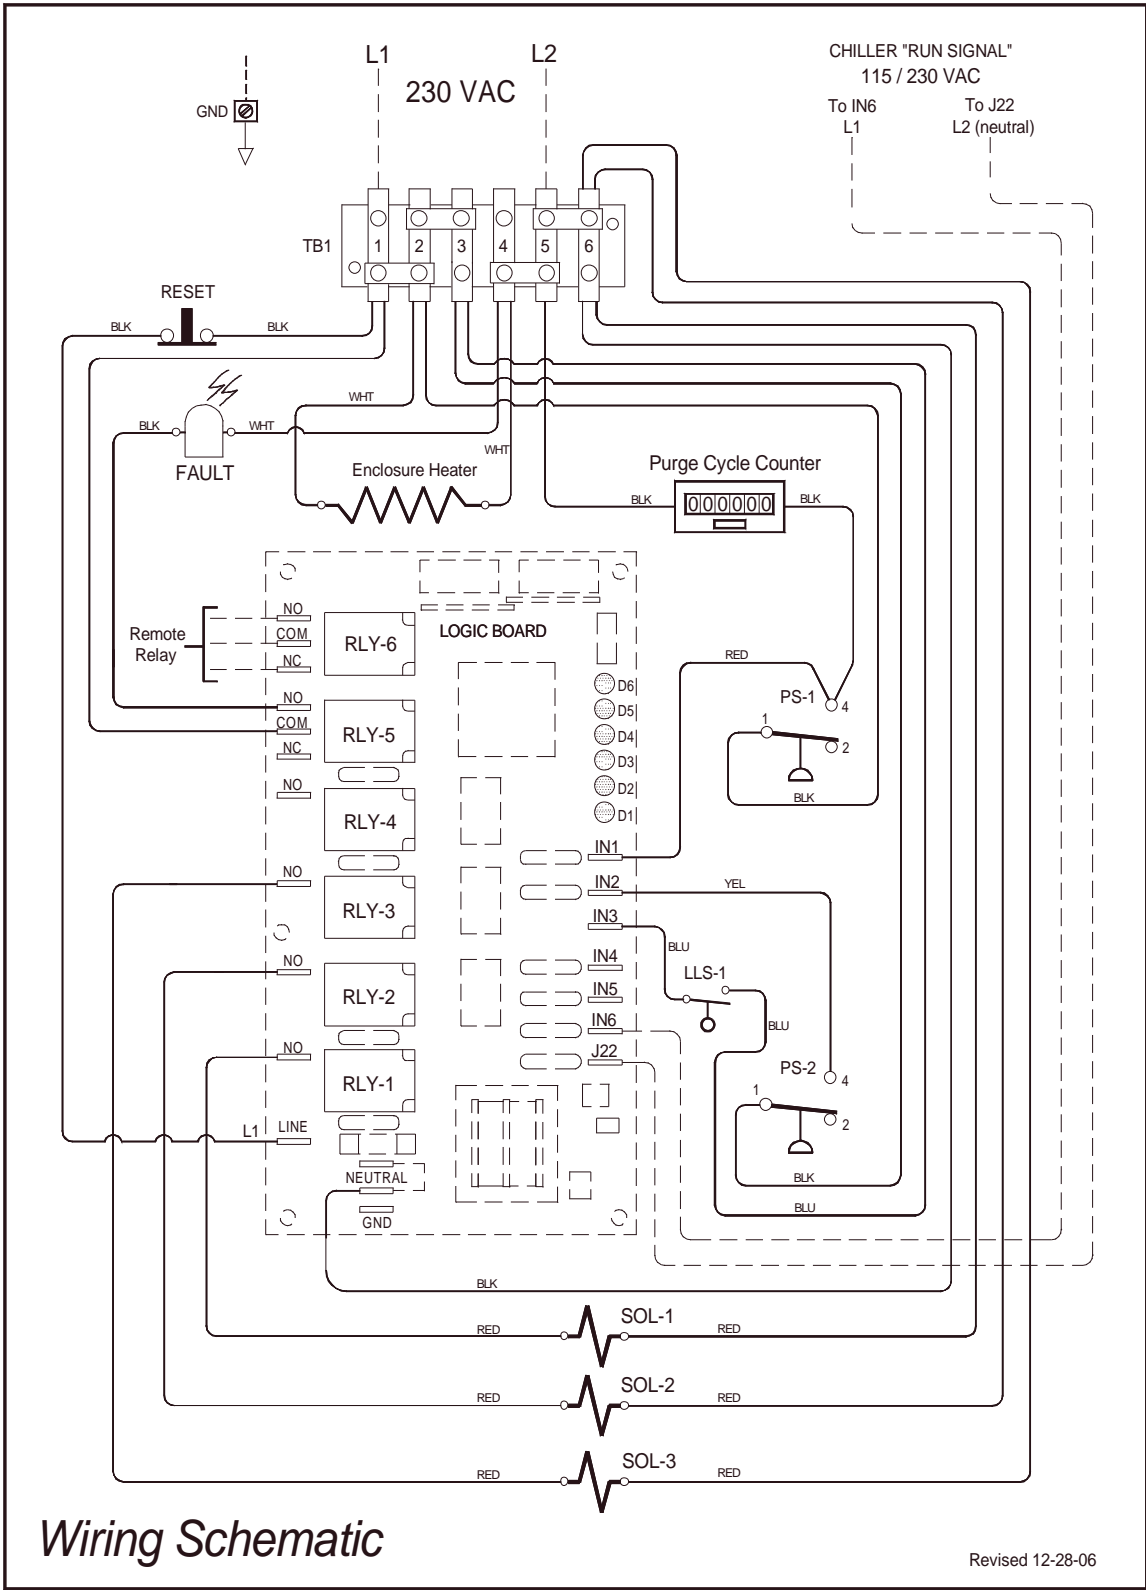 L1
L2
230 VAC
GND
CHILLER "RUN SIGNAL"
115 / 230 VAC
To IN6
L1
To J22
L2 (neutral)
TB1
1
2
3
4
5
6
RESET
BLK
BLK
WHT
BLK
WHT
WHT
FAULT
Enclosure Heater
Purge Cycle Counter
BLK
000000
BLK
Remote
Relay
NO
COM
NC
RLY-6
LOGIC BOARD
NO
COM
NC
RLY-5
D6
D5
D4
D3
D2
D1
RED
PS-1
4
1
2
BLK
NO
RLY-4
IN1
NO
RLY-3
IN2
YEL
IN3
BLU
LLS-1
BLU
NO
RLY-2
IN4
IN5
IN6
NO
RLY-1
J22
PS-2
4
1
2
BLK
BLU
L1
LINE
NEUTRAL
GND
BLK
RED
SOL-1
RED
RED
SOL-2
RED
RED
SOL-3
RED
Wiring Schematic
Revised 12-28-06